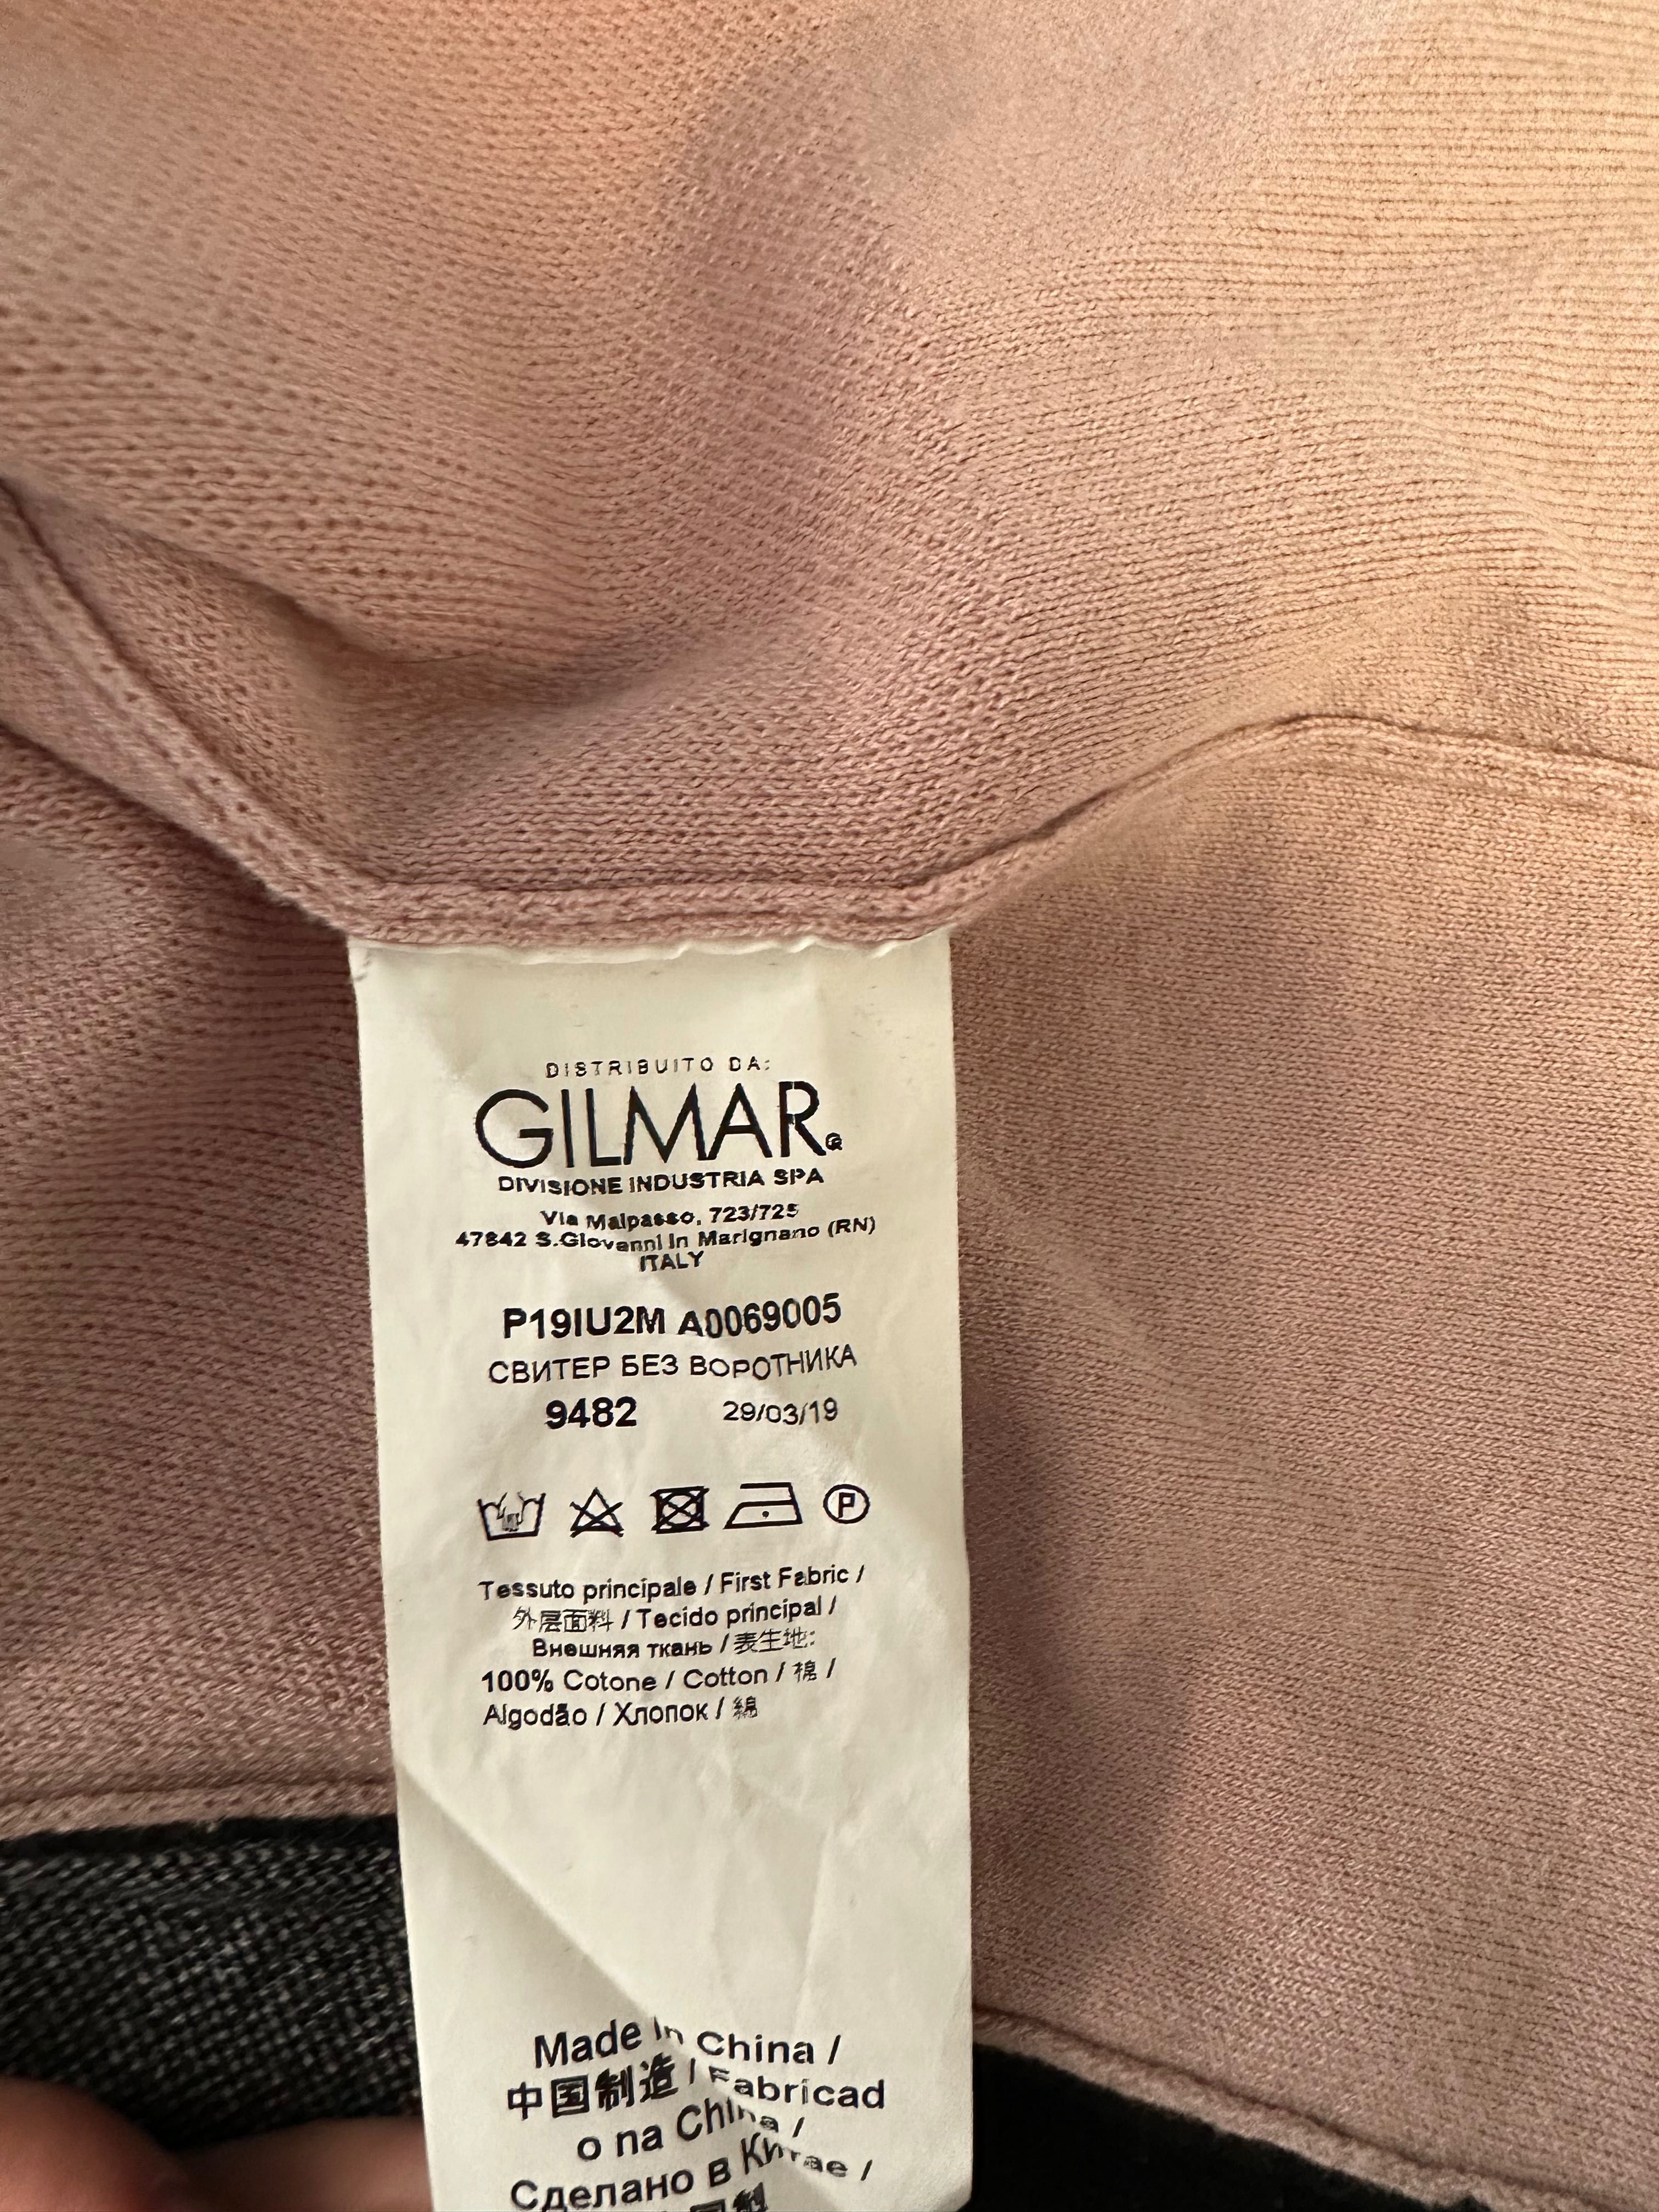 DISTRIBUITO DA:
GILMAR®
DIVISIONE INDUSTRIA SPA
Via Malpasso, 723/725
47842 S.Giovanni in Marignano (RN)
ITALY
P19IU2M A0069005
СВИТЕР БЕЗ ВОРОТНИКА
9482 29/03/19
P
Tessuto principale / First Fabric /
外层面料 / Tecido principal /
Внешняя ткань / 表生地:
100% Cotone / Cotton / 棉 /
Algodão / Хлопок / 綿
Made in China /
中国制造 / Fabricad
o na China /
Сделано в Китае /